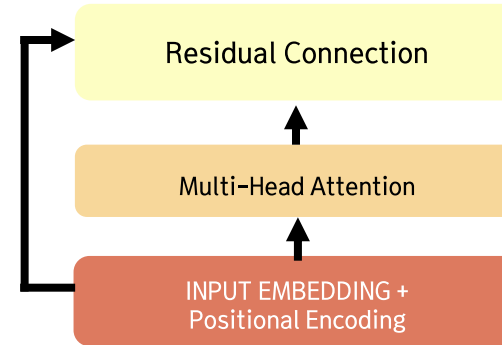 Residual Connection
Multi-Head Attention
INPUT EMBEDDING +
Positional Encoding